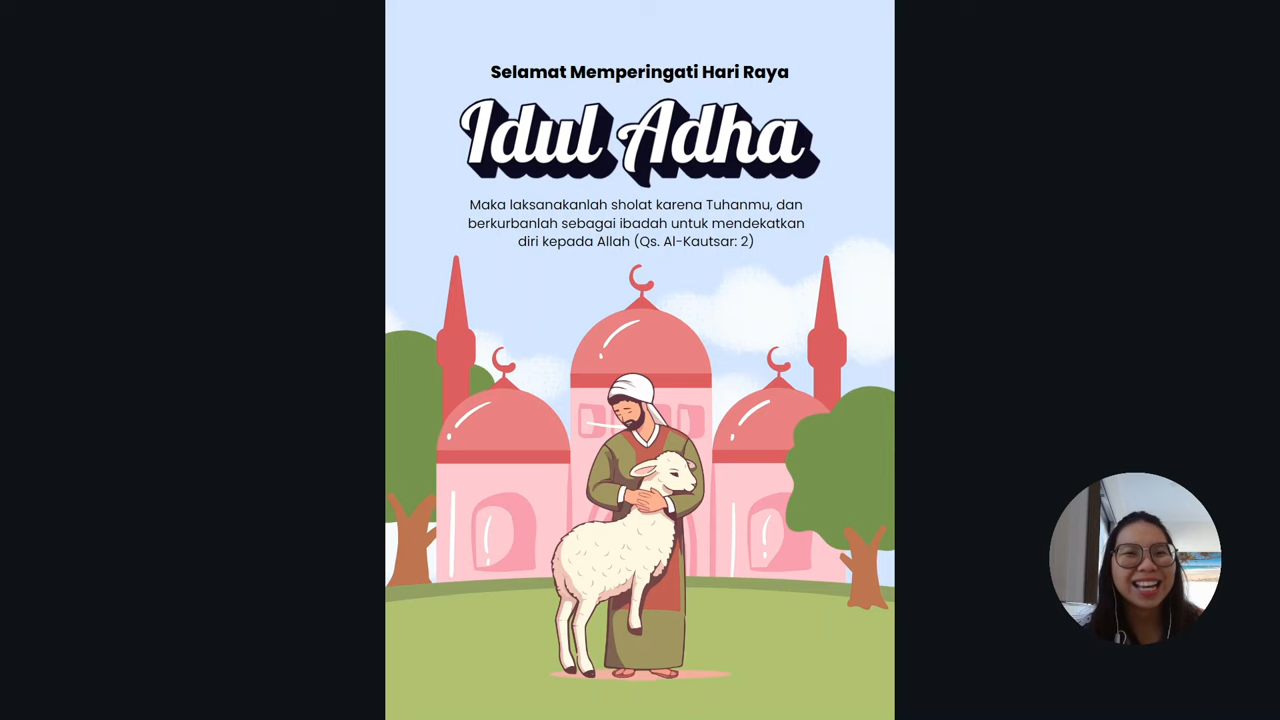 Selamat Memperingati Hari Raya
Idul Adha
Maka laksanakanlah sholat karena Tuhanmu, dan
berkurbanlah sebagai ibadah untuk mendekatkan
diri kepada Allah (Qs. Al-Kautsar: 2)